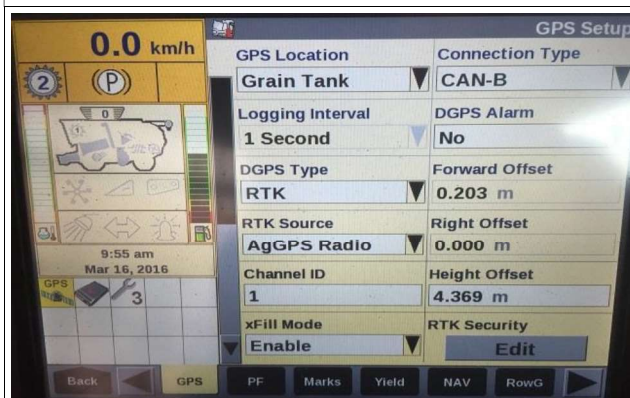 0.0 km/h
GPS Setup
2
(P)
0
9:55 am
Mar 16, 2016
GPS
3
GPS Location
Grain Tank
Connection Type
CAN-B
Logging Interval
1 Second
DGPS Alarm
No
DGPS Type
RTK
Forward Offset
0.203 m
RTK Source
AgGPS Radio
Right Offset
0.000 m
Channel ID
1
Height Offset
4.369 m
xFill Mode
Enable
RTK Security
Edit
Back
GPS
PF
Marks
Yield
NAV
RowG